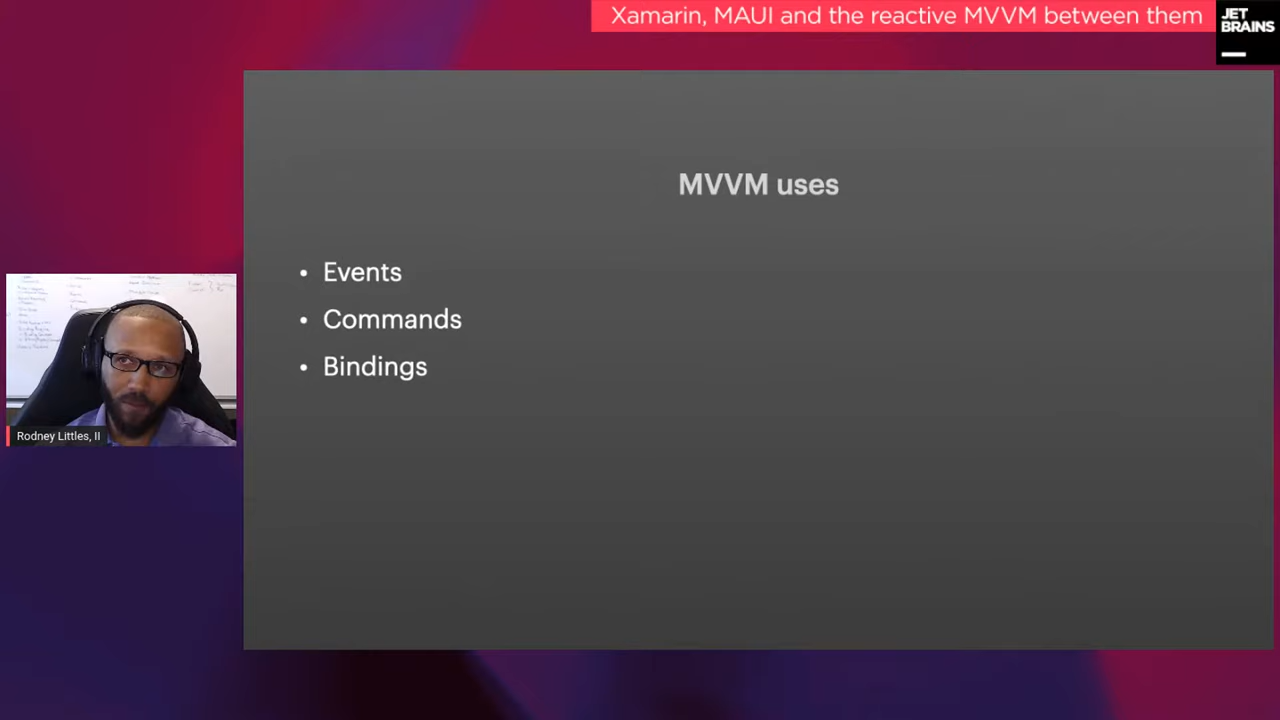 Xamarin, MAUI and the reactive MVVM between them
JET
BRAINS
MVVM uses
• Events
• Commands
• Bindings
Rodney Littles, II